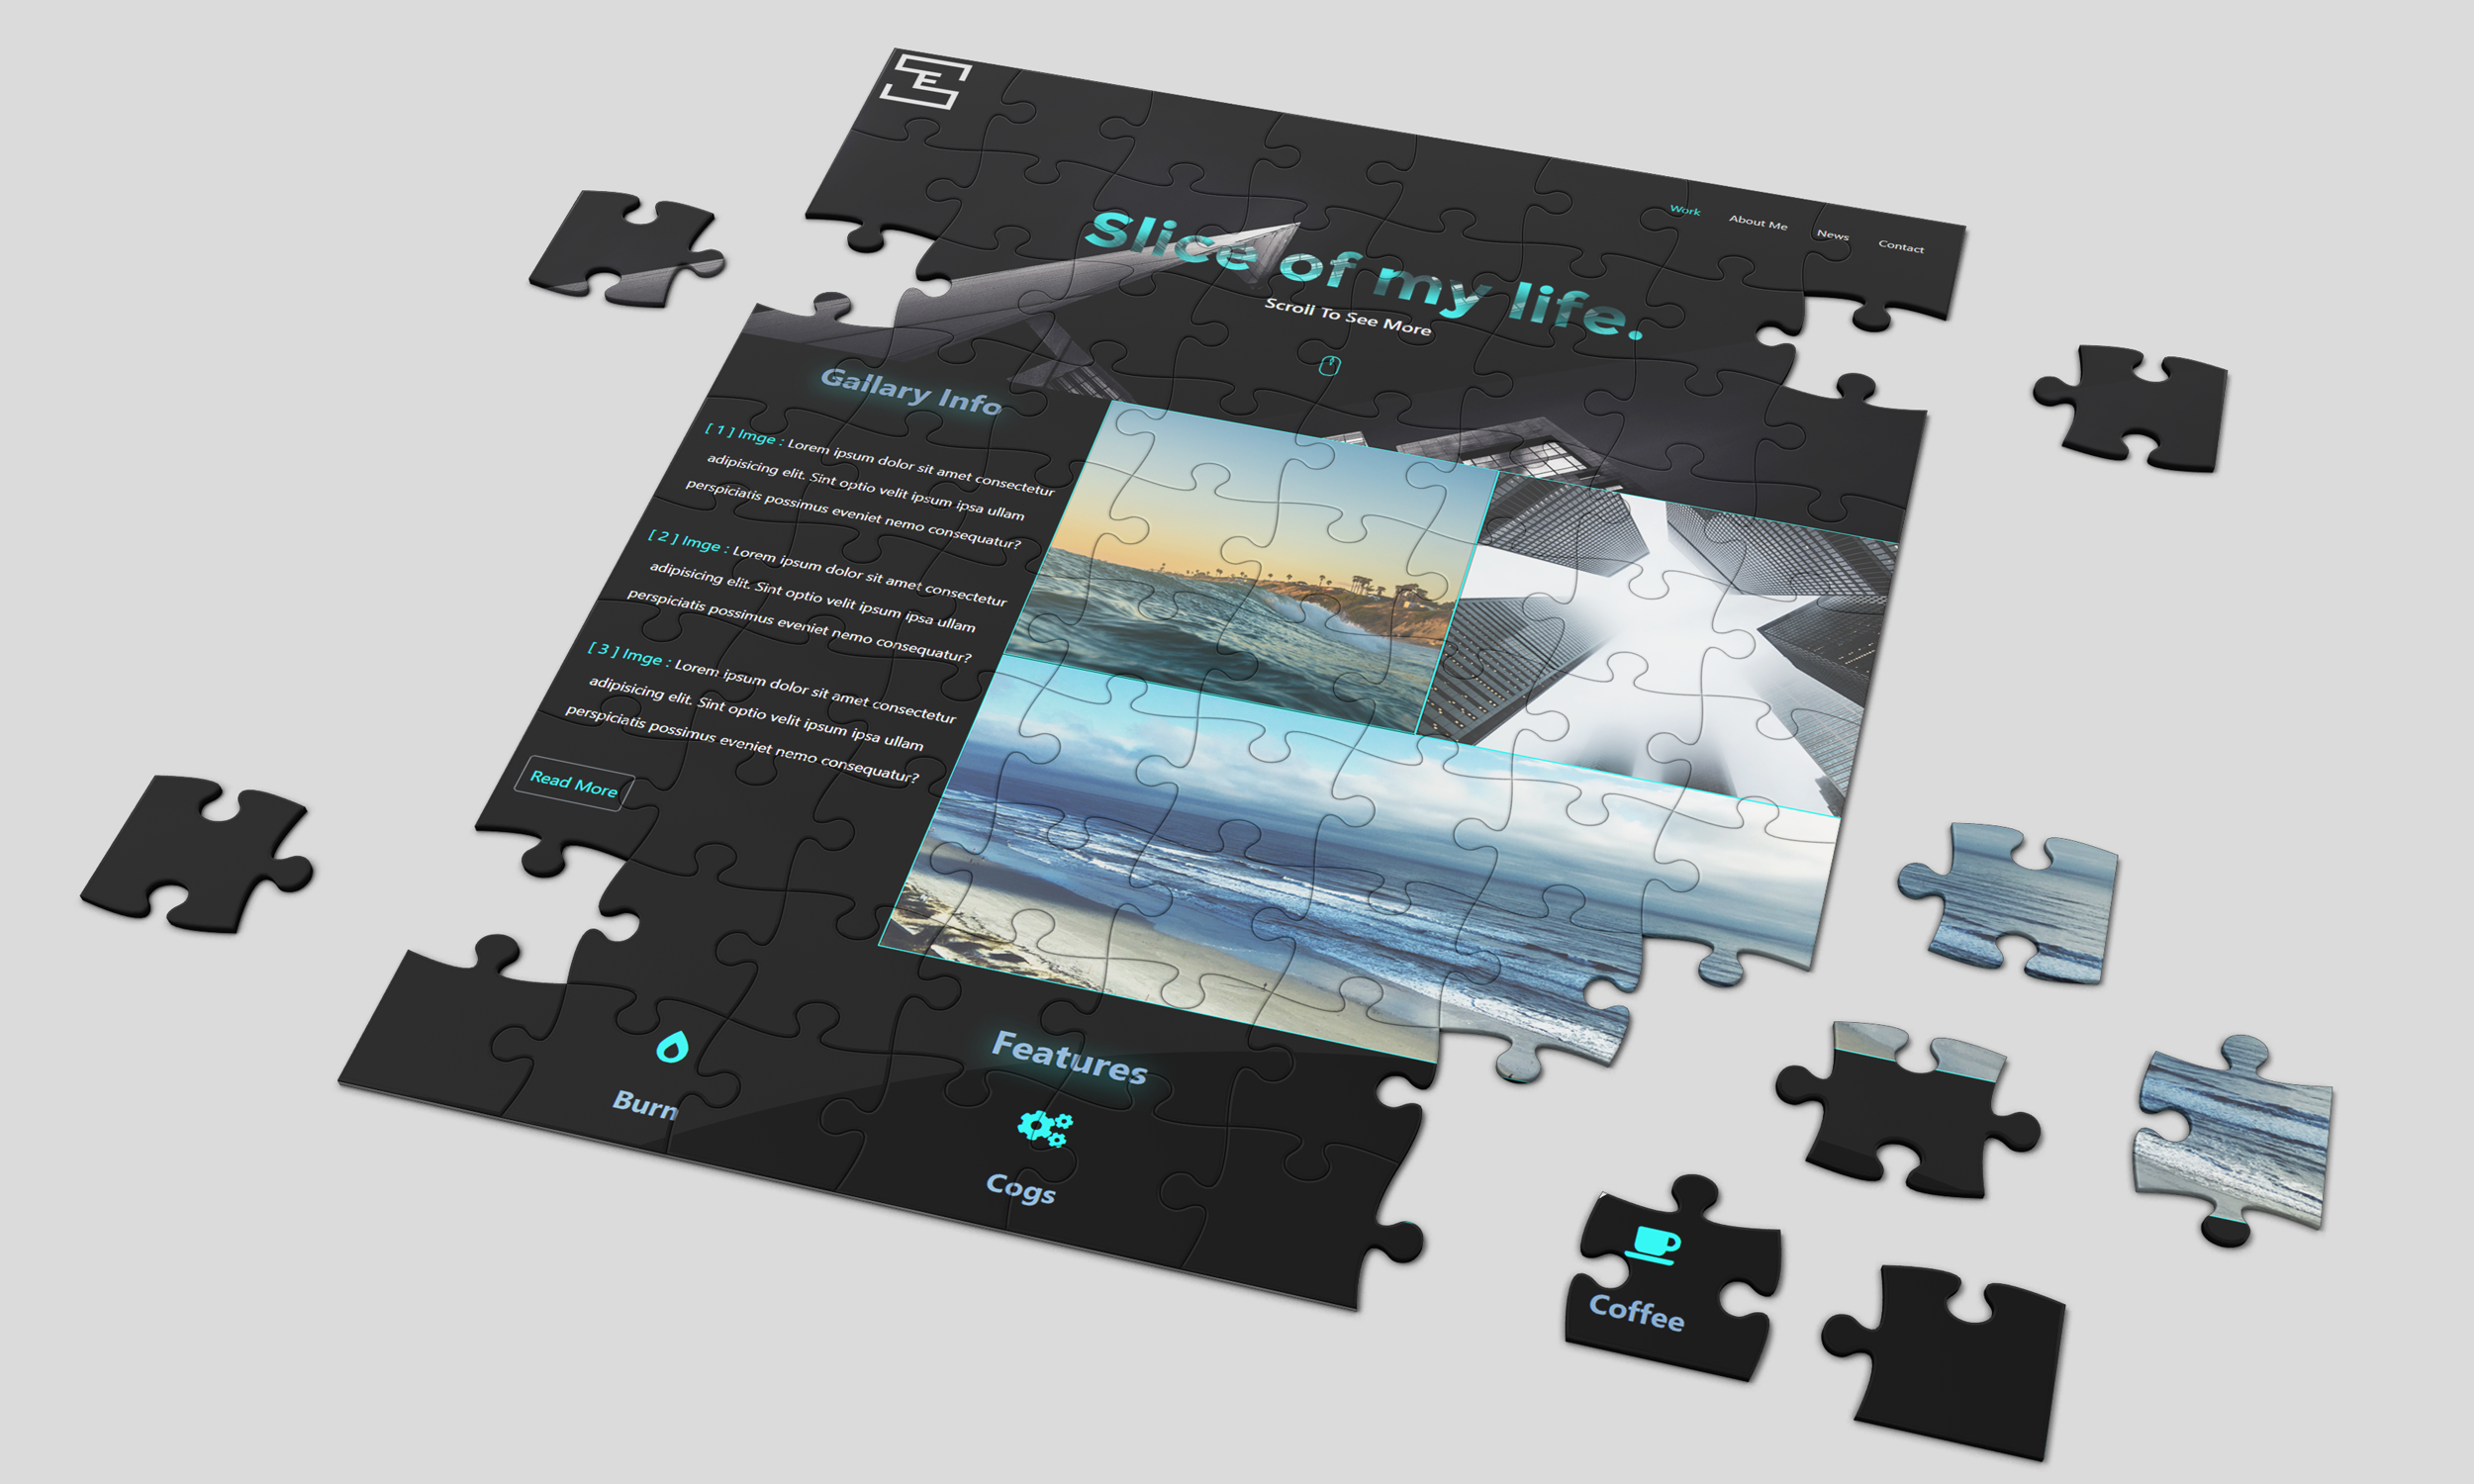 E
Work About Me News Contact
Slice of my life.
Scroll To See More
Gallary Info
[ 1 ] Imge : Lorem ipsum dolor sit amet consectetur
adipisicing elit. Sint optio velit ipsum ipsa ullam
perspiciatis possimus eveniet nemo consequatur?
[ 2 ] Imge : Lorem ipsum dolor sit amet consectetur
adipisicing elit. Sint optio velit ipsum ipsa ullam
perspiciatis possimus eveniet nemo consequatur?
[ 3 ] Imge : Lorem ipsum dolor sit amet consectetur
adipisicing elit. Sint optio velit ipsum ipsa ullam
perspiciatis possimus eveniet nemo consequatur?
Read More
Features
Burn
Cogs
Coffee